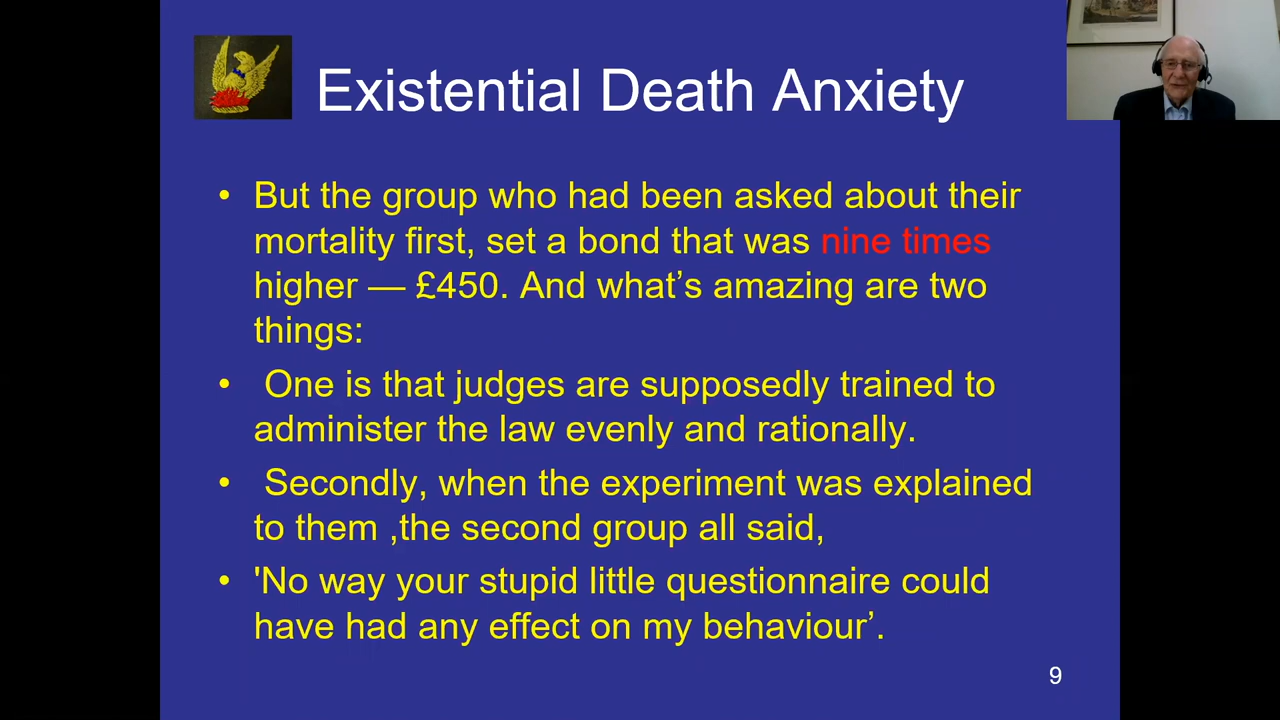 Existential Death Anxiety
• But the group who had been asked about their
mortality first, set a bond that was nine times
higher — £450. And what’s amazing are two
things:
• One is that judges are supposedly trained to
administer the law evenly and rationally.
• Secondly, when the experiment was explained
to them ,the second group all said,
• 'No way your stupid little questionnaire could
have had any effect on my behaviour’.
9